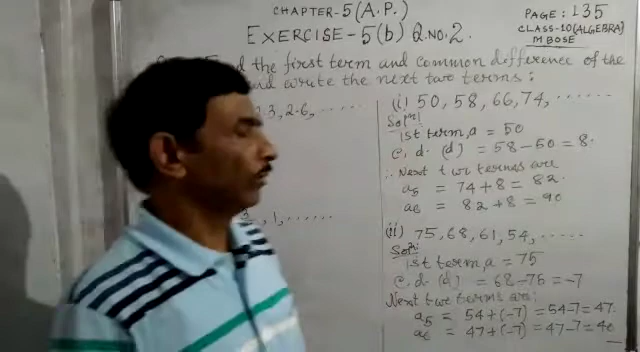 CHAPTER-5(A.P.)
EXERCISE-5(b) Q.NO.2.
PAGE: 135
CLASS-10(ALGEBRA)
M BOSE
the first term and common difference of the
and write the next two terms:
2.3, 2.6, ......
3/2, 1, ......
(i) 50, 58, 66, 74, ......
Soln:
1st term, a = 50
C. d. (d) = 58-50 = 8.
∴ Next two terms are
a5 = 74+8 = 82.
a6 = 82+8 = 90
(ii) 75, 68, 61, 54, ......
Soln:
1st term, a = 75
C. d. (d) = 68-75 = -7
Next two terms are:
a5 = 54+(-7) = 54-7 = 47.
a6 = 47+(-7) = 47-7 = 40